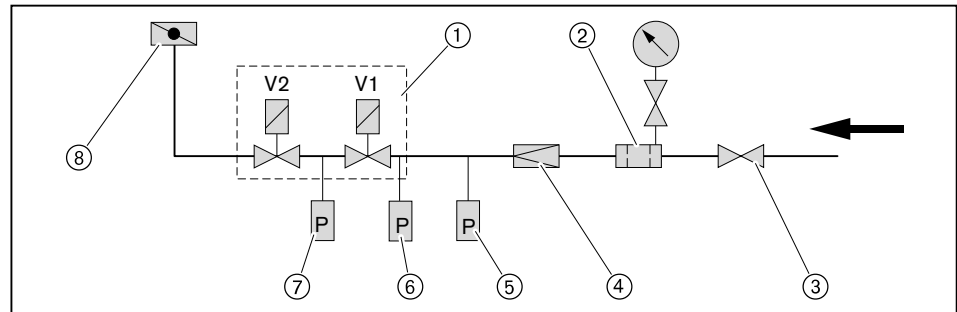 ① ②
V2 V1
⑧
P P P
⑦ ⑥ ⑤ ④ ③